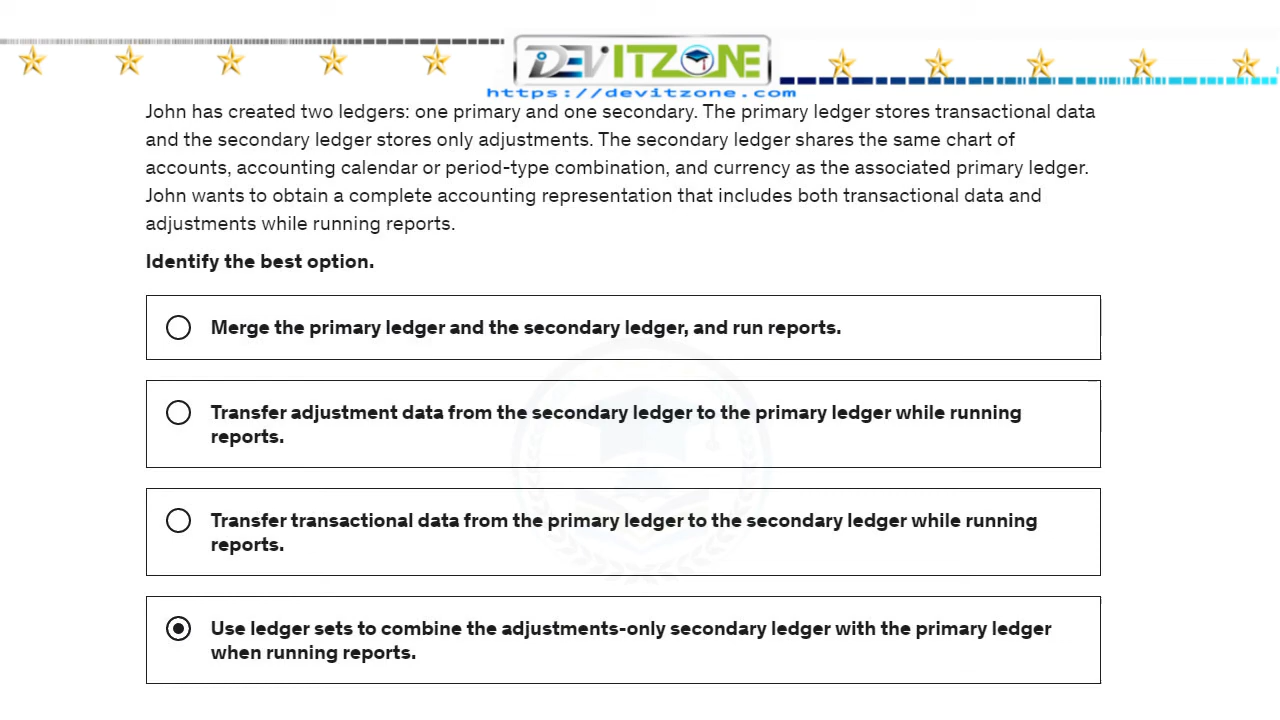 DEVITZONE
https://devitzone.com
John has created two ledgers: one primary and one secondary. The primary ledger stores transactional data
and the secondary ledger stores only adjustments. The secondary ledger shares the same chart of
accounts, accounting calendar or period-type combination, and currency as the associated primary ledger.
John wants to obtain a complete accounting representation that includes both transactional data and
adjustments while running reports.
Identify the best option.
Merge the primary ledger and the secondary ledger, and run reports.
Transfer adjustment data from the secondary ledger to the primary ledger while running
reports.
Transfer transactional data from the primary ledger to the secondary ledger while running
reports.
Use ledger sets to combine the adjustments-only secondary ledger with the primary ledger
when running reports.